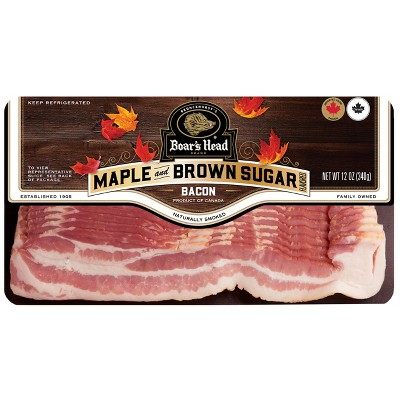 KEEP REFRIGERATED
BRUNCKHORST'S
Boar's Head
BRAND
TO VIEW
REPRESENTATIVE
SLICE, SEE BACK
OF PACKAGE.
MAPLE and BROWN SUGAR
BACON
PRODUCT OF CANADA
NET WT 12 OZ (340g)
ESTABLISHED 1905
FAMILY OWNED
NATURALLY SMOKED